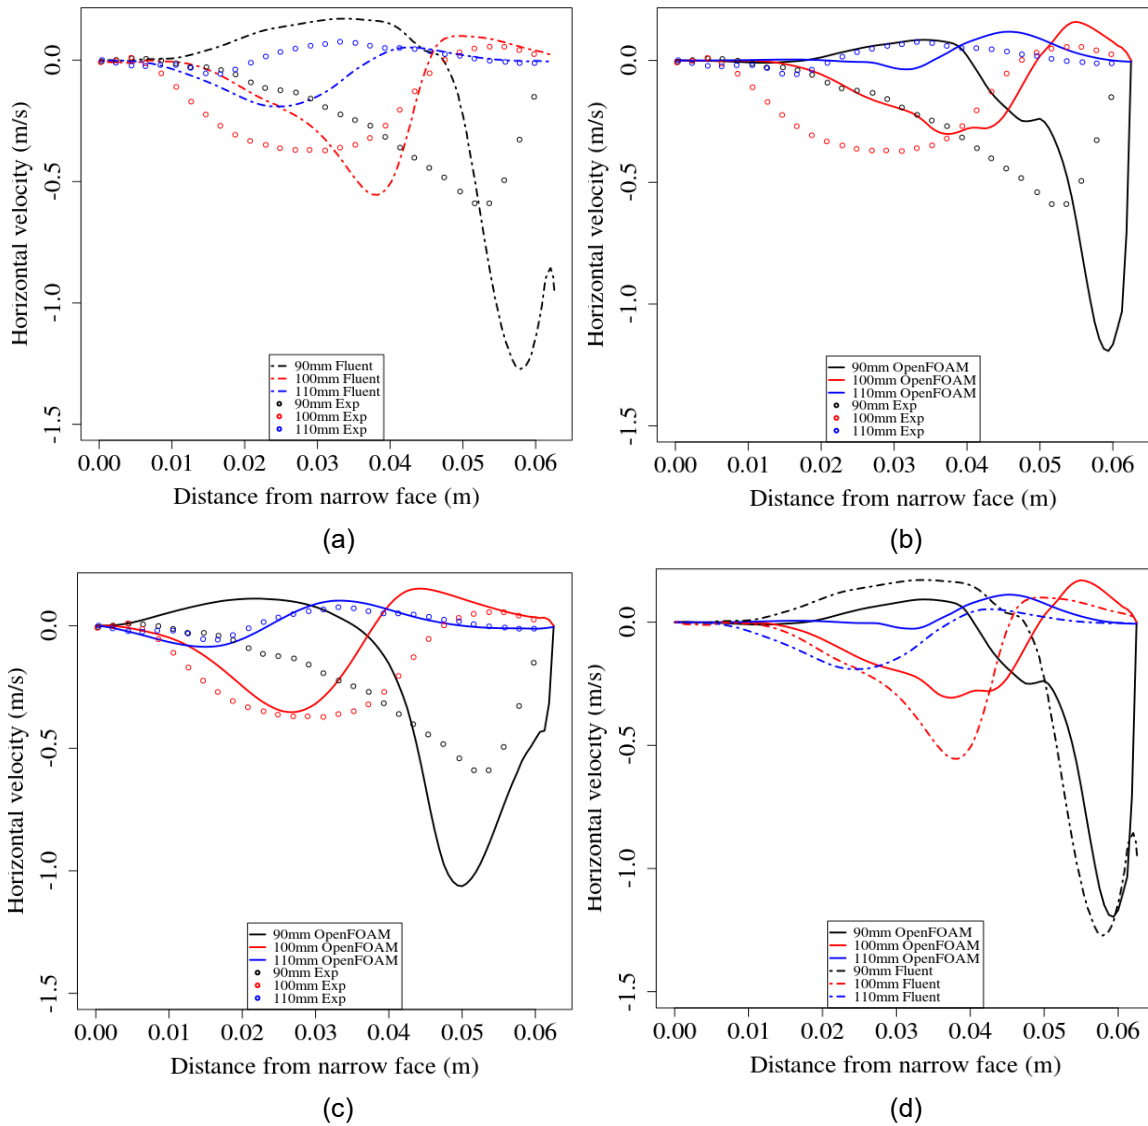 Horizontal velocity (m/s)
0.0
-0.5
-1.0
-1.5
90mm Fluent
100mm Fluent
110mm Fluent
90mm Exp
100mm Exp
110mm Exp
0.00 0.01 0.02 0.03 0.04 0.05 0.06
Distance from narrow face (m)
(a)
Horizontal velocity (m/s)
0.0
-0.5
-1.0
-1.5
90mm OpenFOAM
100mm OpenFOAM
110mm OpenFOAM
90mm Exp
100mm Exp
110mm Exp
0.00 0.01 0.02 0.03 0.04 0.05 0.06
Distance from narrow face (m)
(b)
Horizontal velocity (m/s)
0.0
-0.5
-1.0
-1.5
90mm OpenFOAM
100mm OpenFOAM
110mm OpenFOAM
90mm Exp
100mm Exp
110mm Exp
0.00 0.01 0.02 0.03 0.04 0.05 0.06
Distance from narrow face (m)
(c)
Horizontal velocity (m/s)
0.0
-0.5
-1.0
-1.5
90mm OpenFOAM
100mm OpenFOAM
110mm OpenFOAM
90mm Fluent
100mm Fluent
110mm Fluent
0.00 0.01 0.02 0.03 0.04 0.05 0.06
Distance from narrow face (m)
(d)